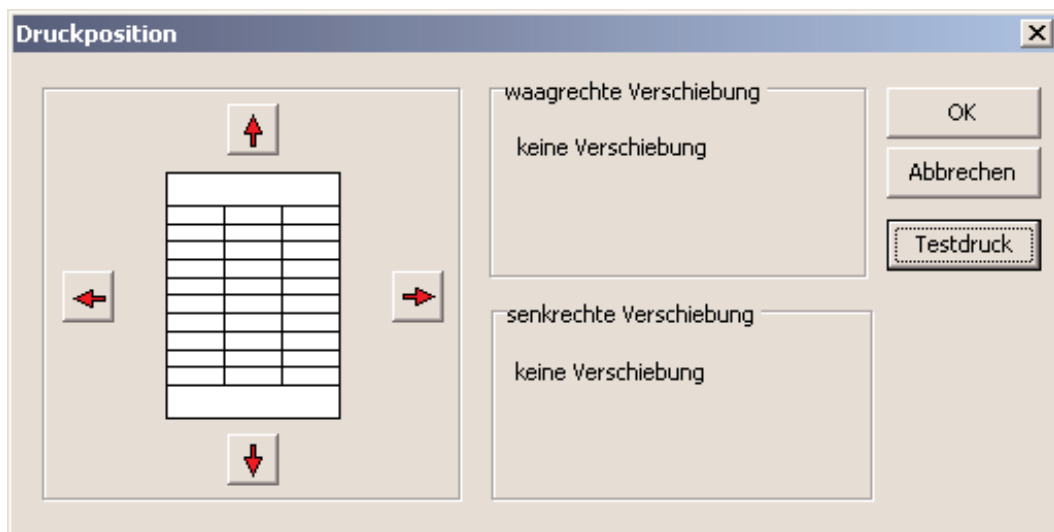 Druckposition
waagrechte Verschiebung
keine Verschiebung
senkrechte Verschiebung
keine Verschiebung
OK
Abbrechen
Testdruck